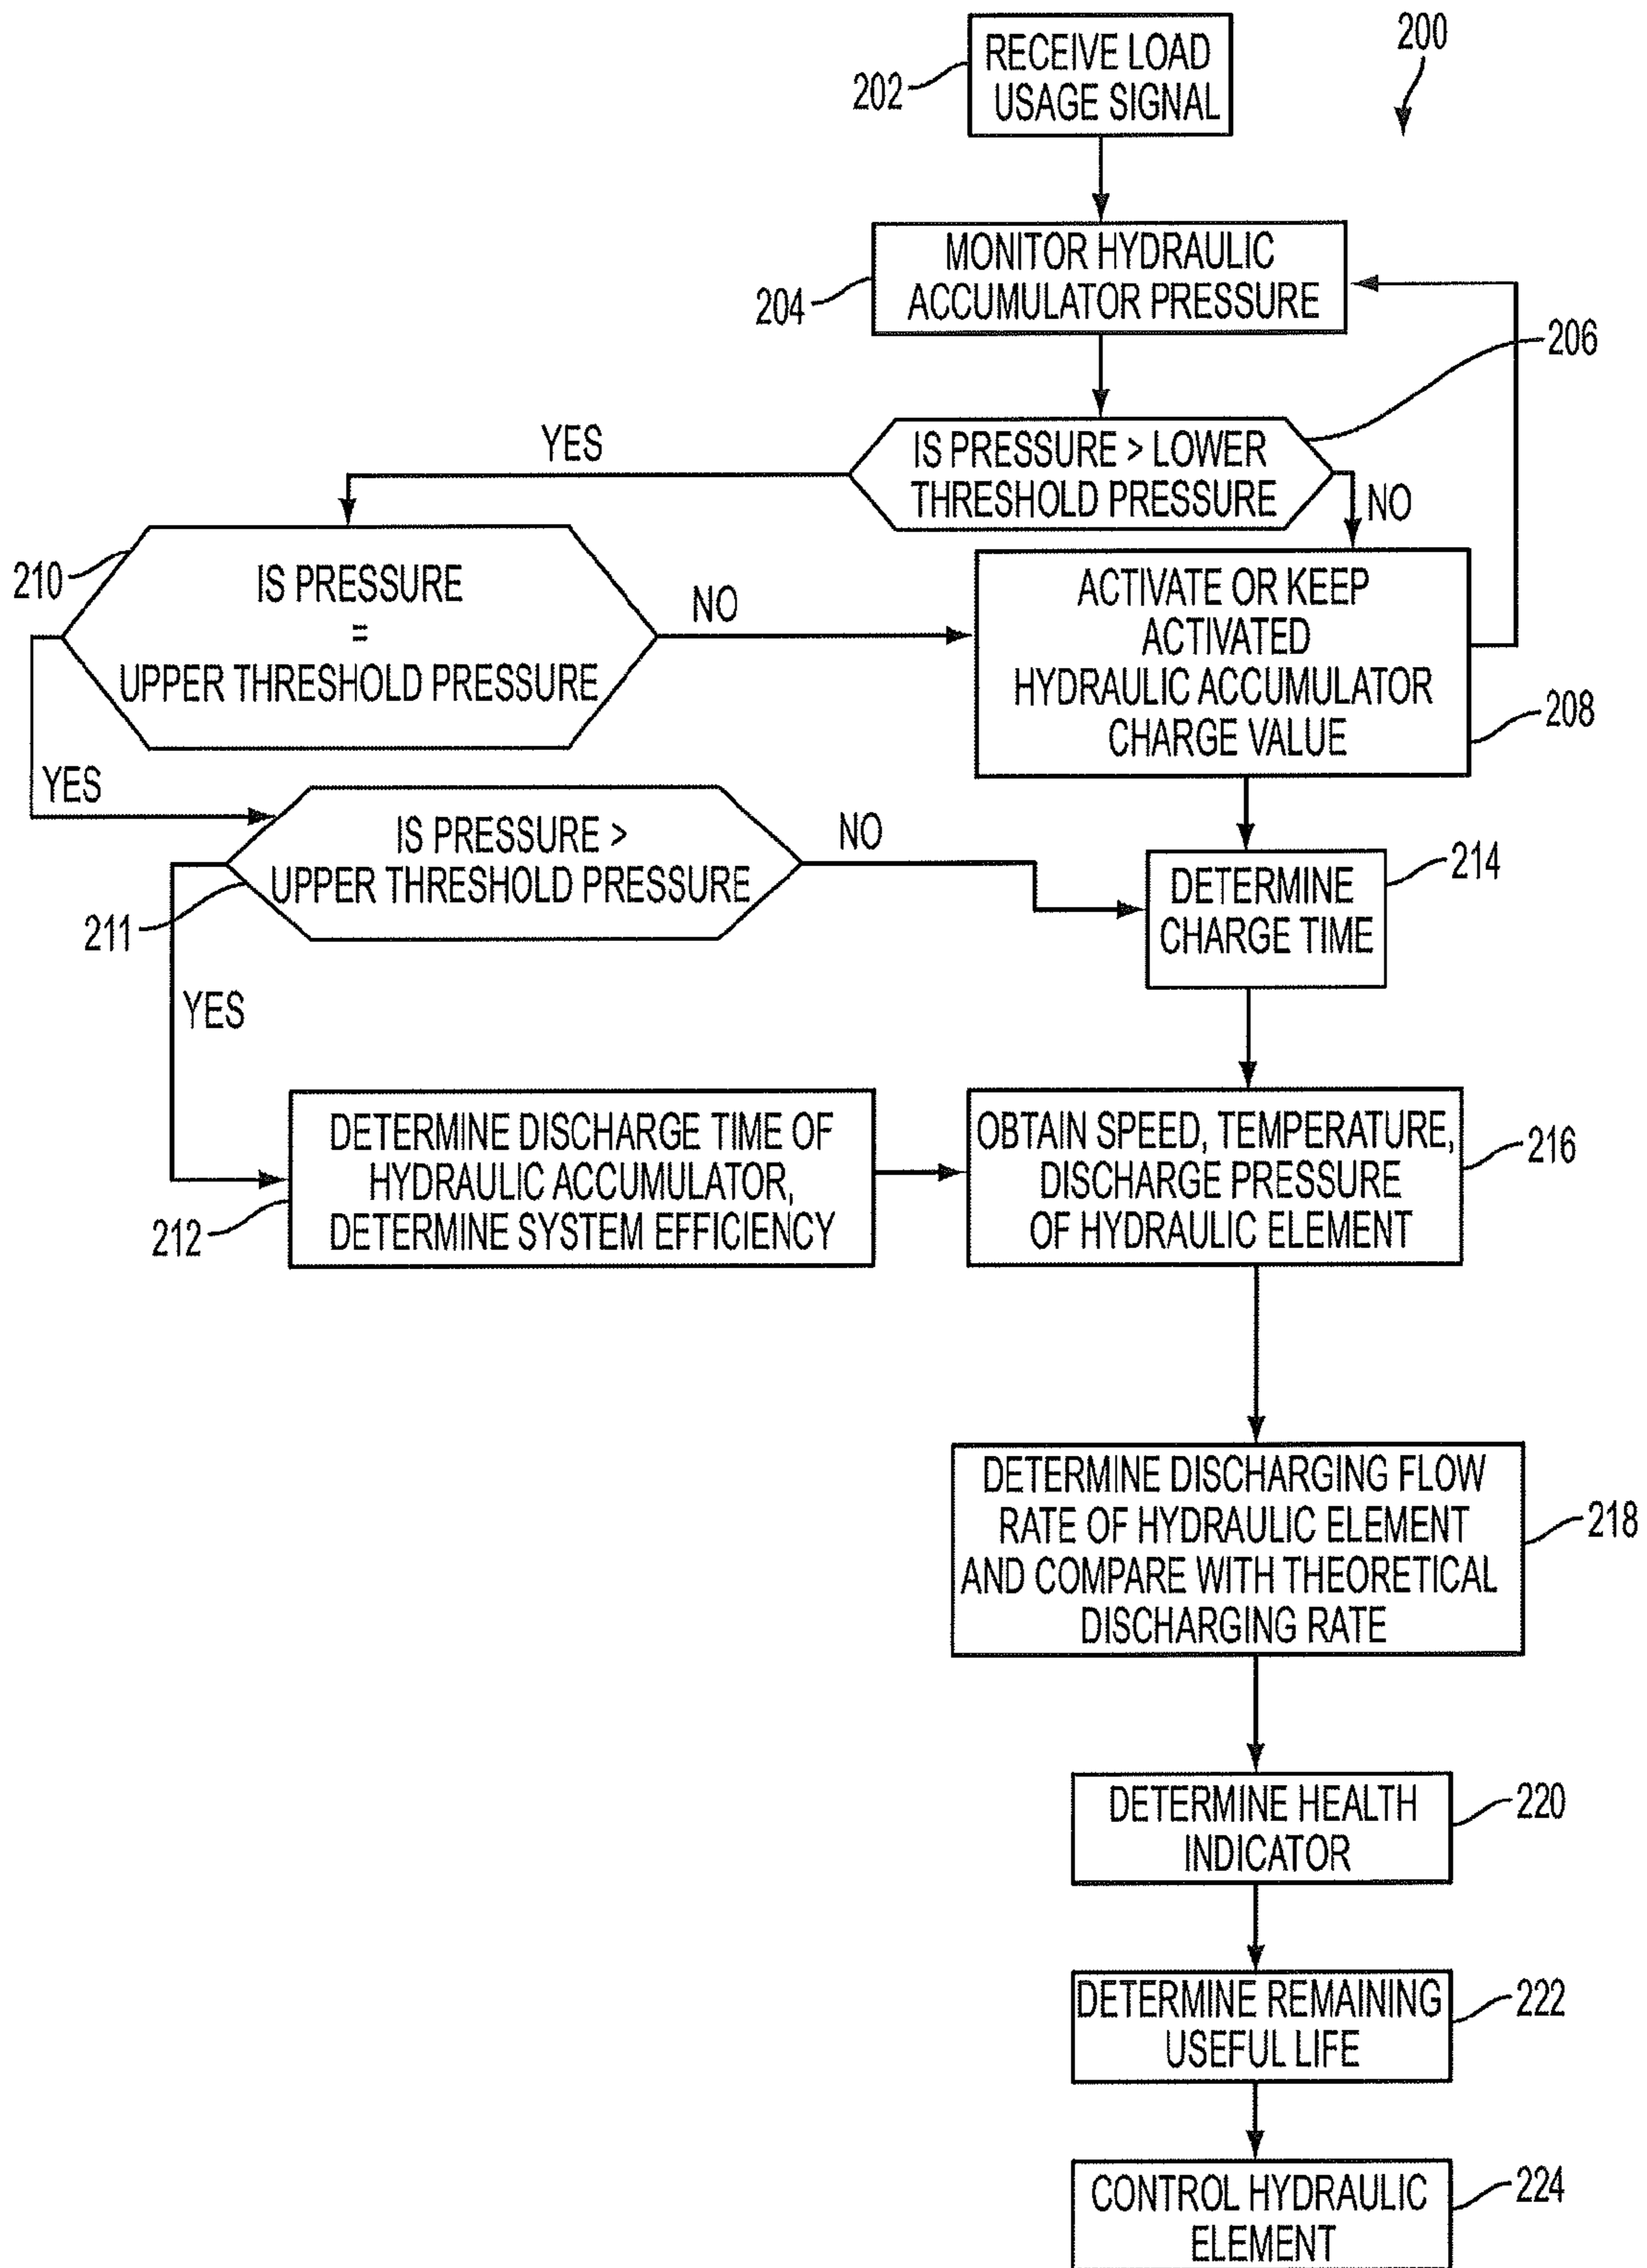 200
RECEIVE LOAD
USAGE SIGNAL
202
MONITOR HYDRAULIC
ACCUMULATOR PRESSURE
204
206
IS PRESSURE > LOWER
THRESHOLD PRESSURE
YES
NO
210
IS PRESSURE
=
UPPER THRESHOLD PRESSURE
NO
YES
ACTIVATE OR KEEP
ACTIVATED
HYDRAULIC ACCUMULATOR
CHARGE VALUE
208
IS PRESSURE >
UPPER THRESHOLD PRESSURE
NO
211
YES
DETERMINE
CHARGE TIME
214
DETERMINE DISCHARGE TIME OF
HYDRAULIC ACCUMULATOR,
DETERMINE SYSTEM EFFICIENCY
212
OBTAIN SPEED, TEMPERATURE,
DISCHARGE PRESSURE
OF HYDRAULIC ELEMENT
216
DETERMINE DISCHARGING FLOW
RATE OF HYDRAULIC ELEMENT
AND COMPARE WITH THEORETICAL
DISCHARGING RATE
218
DETERMINE HEALTH
INDICATOR
220
DETERMINE REMAINING
USEFUL LIFE
222
CONTROL HYDRAULIC
ELEMENT
224